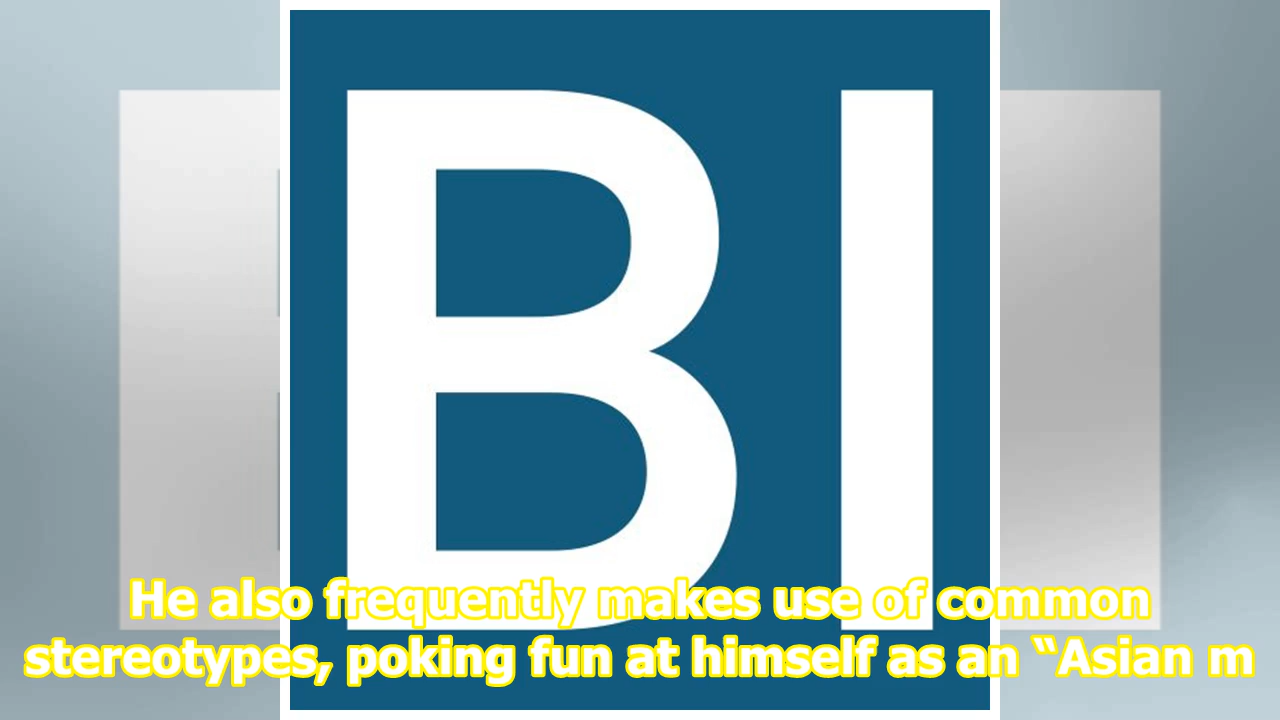 BI
He also frequently makes use of common
stereotypes, poking fun at himself as an “Asian m